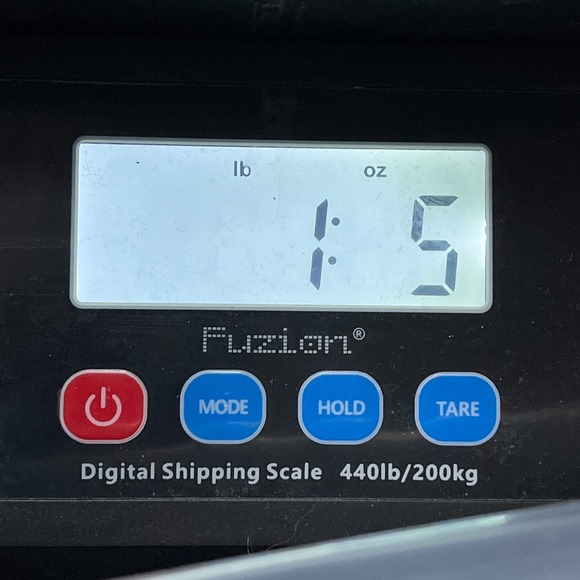 lb oz
1: 5
Fuzion®
MODE HOLD TARE
Digital Shipping Scale 440lb/200kg